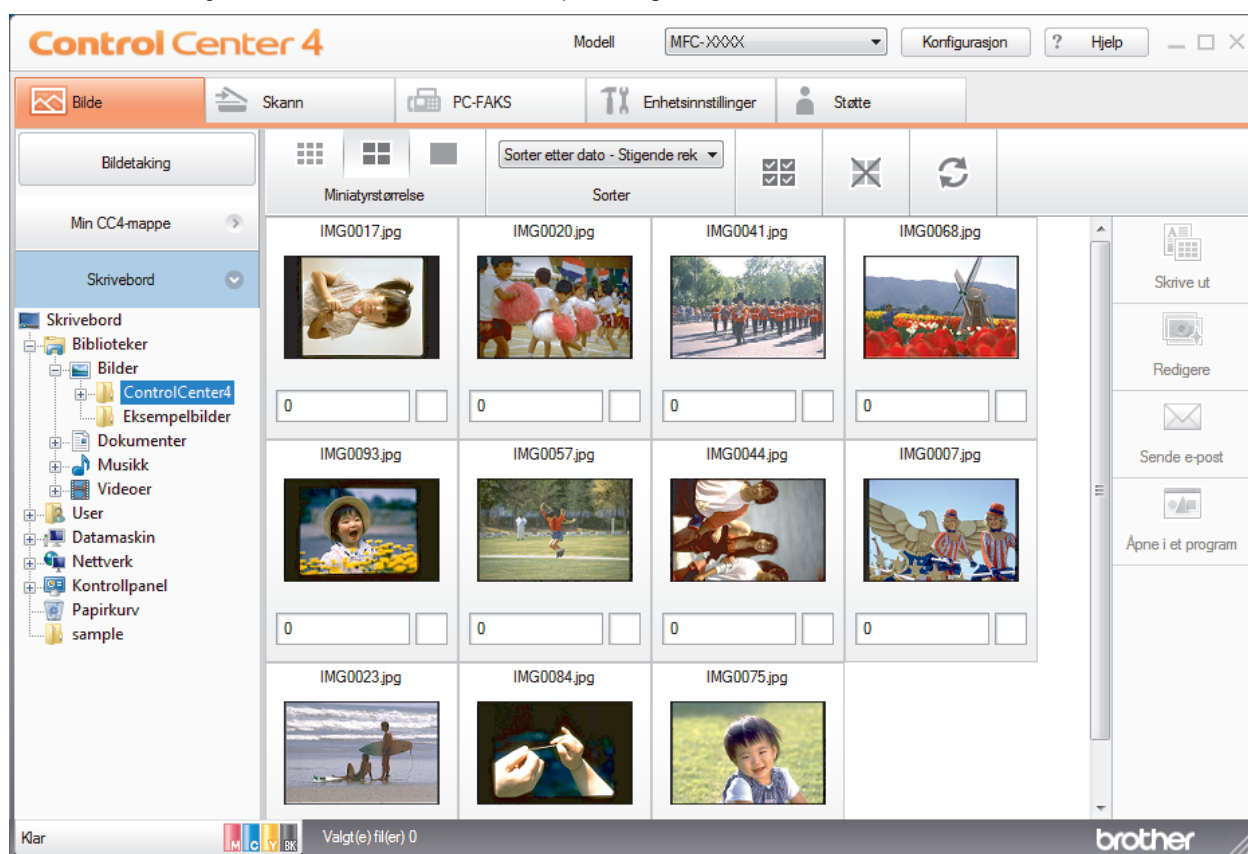 Control Center 4
Modell
MFC-XXXX
Konfigurasjon
? Hjelp
Bilde
Skann
PC-FAKS
Enhetsinnstillinger
Støtte
Bildetaking
Miniatyrstørrelse
Sorter etter dato - Stigende rek
Sorter
Min CC4-mappe
Skrivebord
Skrivebord
Biblioteker
Bilder
ControlCenter4
Eksempelbilder
Dokumenter
Musikk
Videoer
User
Datamaskin
Nettverk
Kontrollpanel
Papirkurv
sample
IMG0017.jpg
IMG0020.jpg
IMG0041.jpg
IMG0068.jpg
0
0
0
0
IMG0093.jpg
IMG0057.jpg
IMG0044.jpg
IMG0007.jpg
0
0
0
0
IMG0023.jpg
IMG0084.jpg
IMG0075.jpg
Skrive ut
Redigere
Sende e-post
Åpne i et program
Klar
M C Y BK
Valgt(e) fil(er) 0
brother